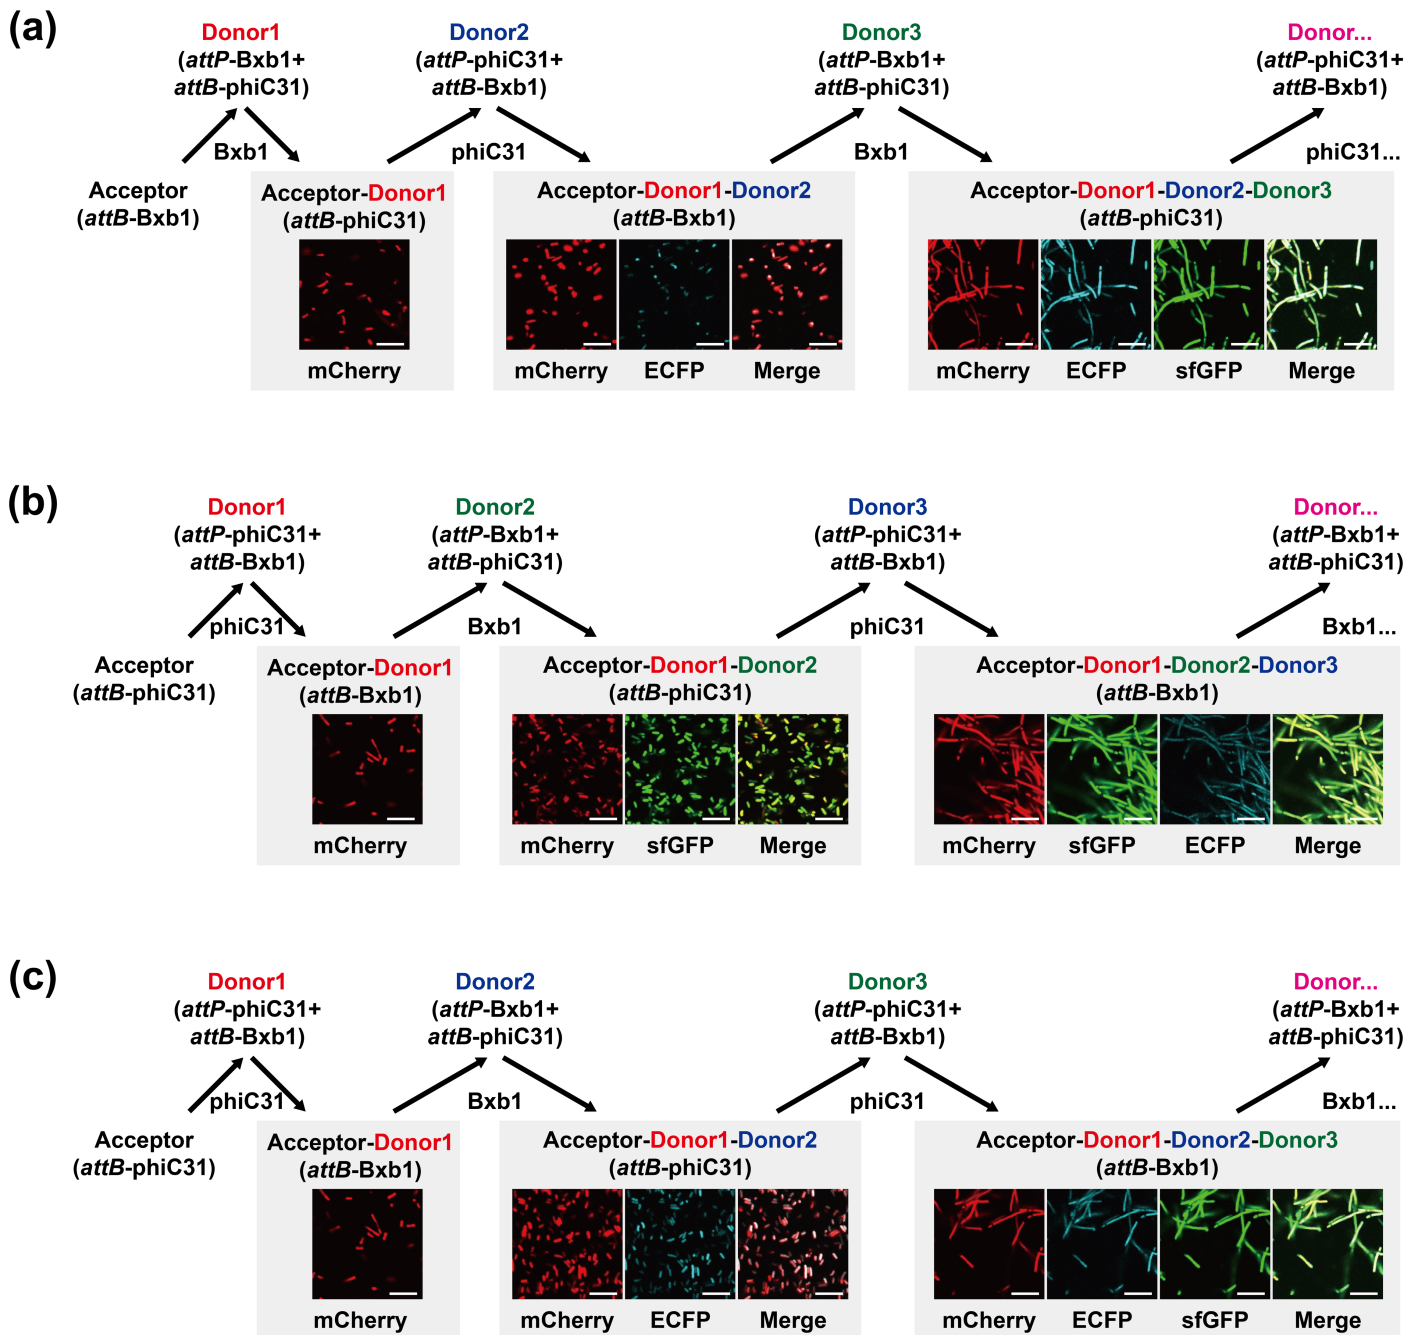 (a)
Donor1
(attP-Bxb1+
attB-phiC31)
Donor2
(attP-phiC31+
attB-Bxb1)
Donor3
(attP-Bxb1+
attB-phiC31)
Donor...
(attP-phiC31+
attB-Bxb1)
Bxb1
phiC31
Bxb1
phiC31...
Acceptor
(attB-Bxb1)
Acceptor-Donor1
(attB-phiC31)
mCherry
Acceptor-Donor1-Donor2
(attB-Bxb1)
mCherry ECFP Merge
Acceptor-Donor1-Donor2-Donor3
(attB-phiC31)
mCherry ECFP sfGFP Merge
(b)
Donor1
(attP-phiC31+
attB-Bxb1)
Donor2
(attP-Bxb1+
attB-phiC31)
Donor3
(attP-phiC31+
attB-Bxb1)
Donor...
(attP-Bxb1+
attB-phiC31)
phiC31
Bxb1
phiC31
Bxb1...
Acceptor
(attB-phiC31)
Acceptor-Donor1
(attB-Bxb1)
mCherry
Acceptor-Donor1-Donor2
(attB-phiC31)
mCherry sfGFP Merge
Acceptor-Donor1-Donor2-Donor3
(attB-Bxb1)
mCherry sfGFP ECFP Merge
(c)
Donor1
(attP-phiC31+
attB-Bxb1)
Donor2
(attP-Bxb1+
attB-phiC31)
Donor3
(attP-phiC31+
attB-Bxb1)
Donor...
(attP-Bxb1+
attB-phiC31)
phiC31
Bxb1
phiC31
Bxb1...
Acceptor
(attB-phiC31)
Acceptor-Donor1
(attB-Bxb1)
mCherry
Acceptor-Donor1-Donor2
(attB-phiC31)
mCherry ECFP Merge
Acceptor-Donor1-Donor2-Donor3
(attB-Bxb1)
mCherry ECFP sfGFP Merge